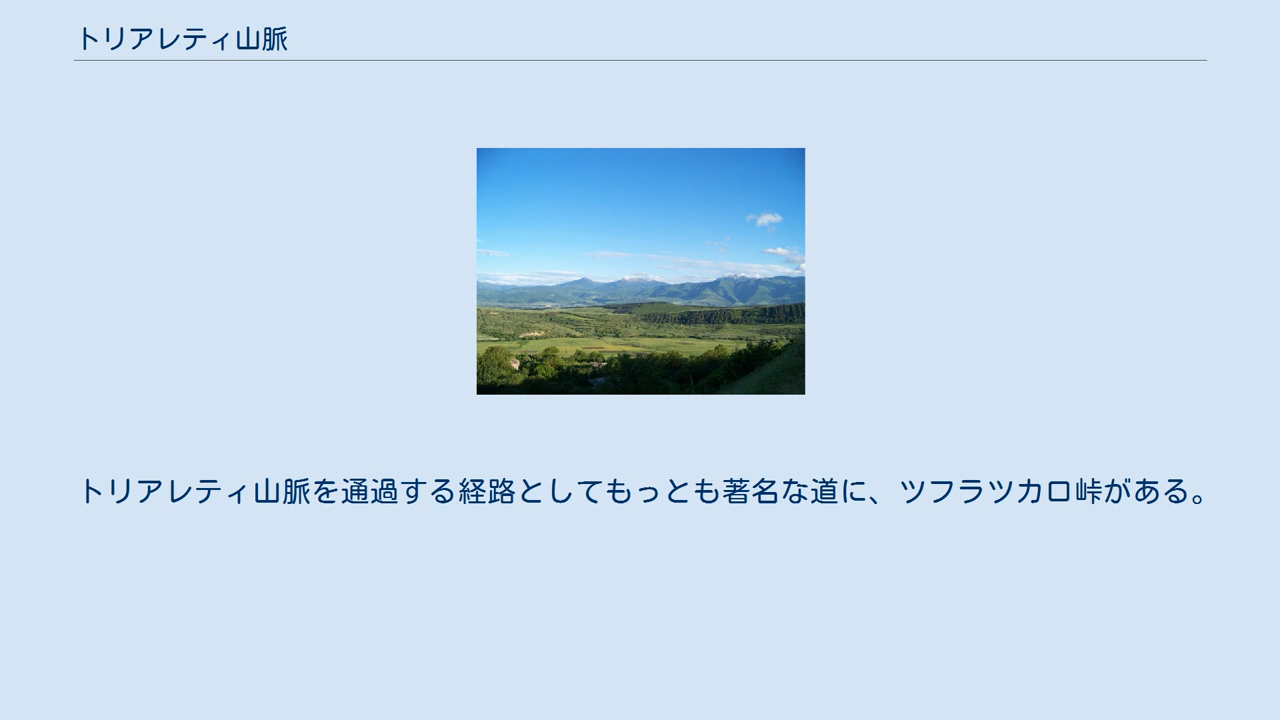 トリアレティ山脈
トリアレティ山脈を通過する経路としてもっとも著名な道に、ツフラツカロ峠がある。